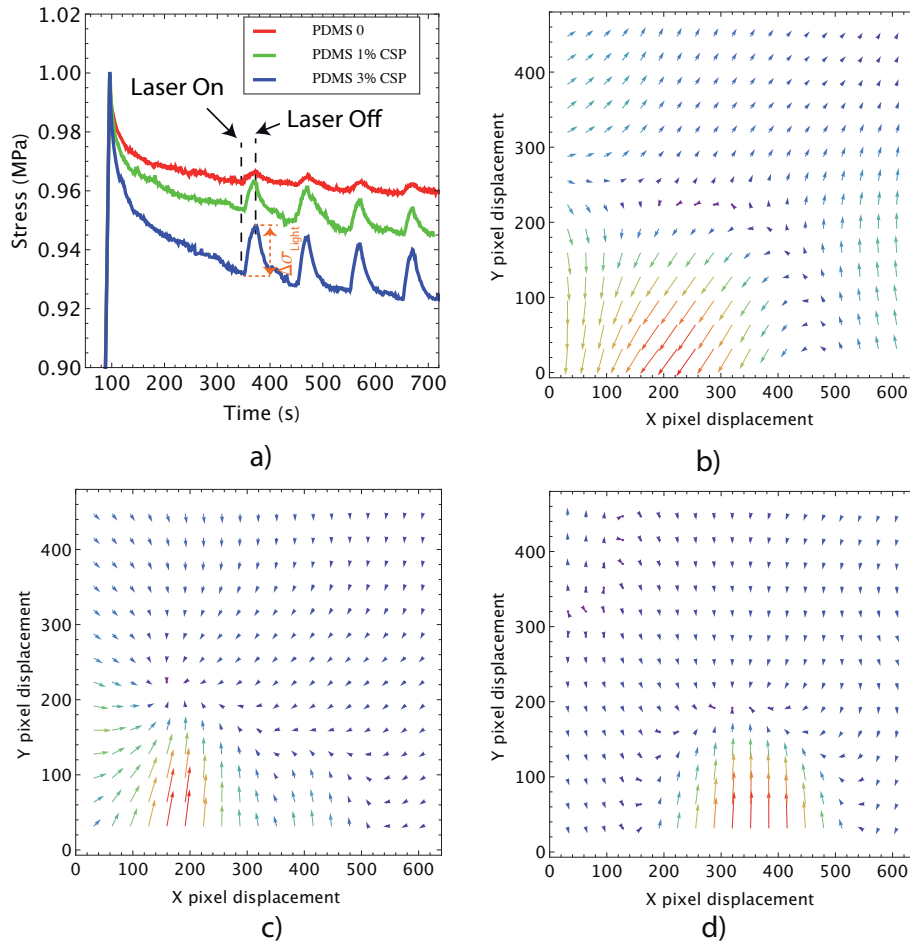 1.02
1.00
0.98
0.96
0.94
0.92
0.90
Stress (MPa)
PDMS 0
PDMS 1% CSP
PDMS 3% CSP
Laser On
Laser Off
Δσ Light
100 200 300 400 500 600 700
Time (s)
a)
400
300
200
100
0
Y pixel displacement
0 100 200 300 400 500 600
X pixel displacement
b)
400
300
200
100
0
Y pixel displacement
0 100 200 300 400 500 600
X pixel displacement
c)
400
300
200
100
0
Y pixel displacement
0 100 200 300 400 500 600
X pixel displacement
d)